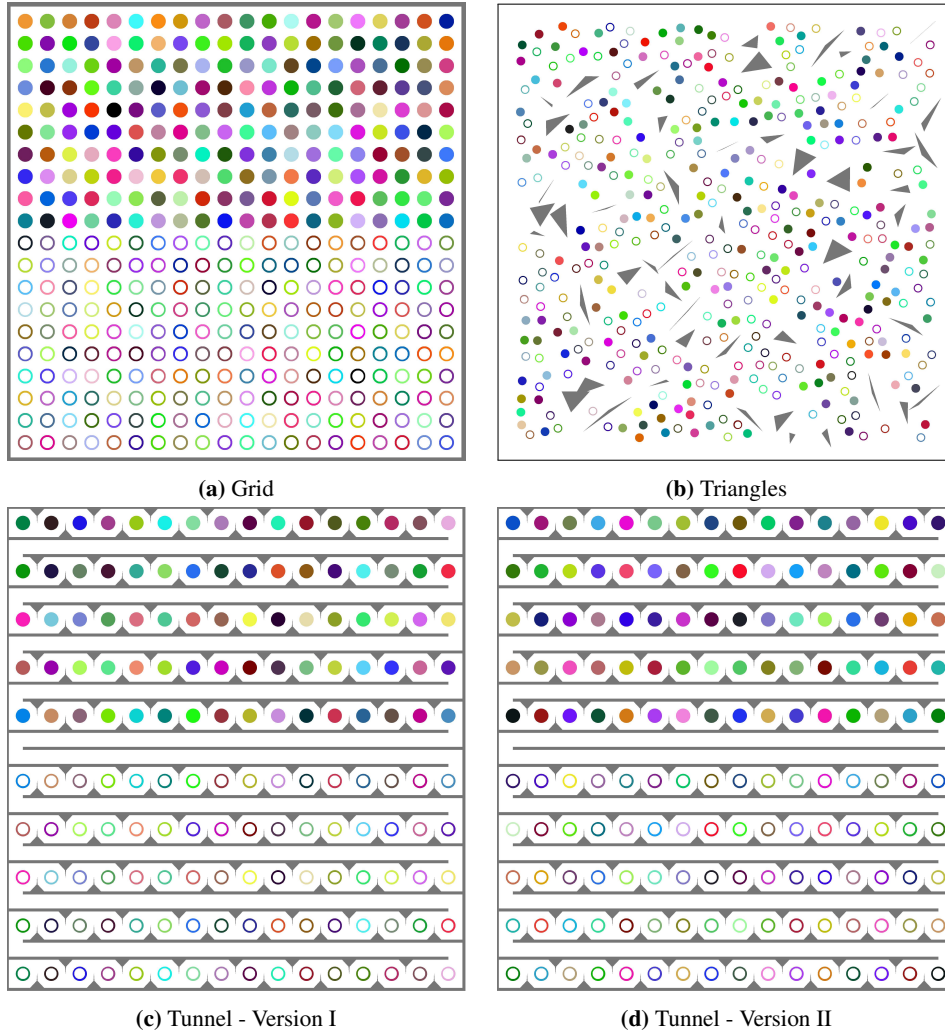 (a) Grid
(b) Triangles
(c) Tunnel - Version I
(d) Tunnel - Version II